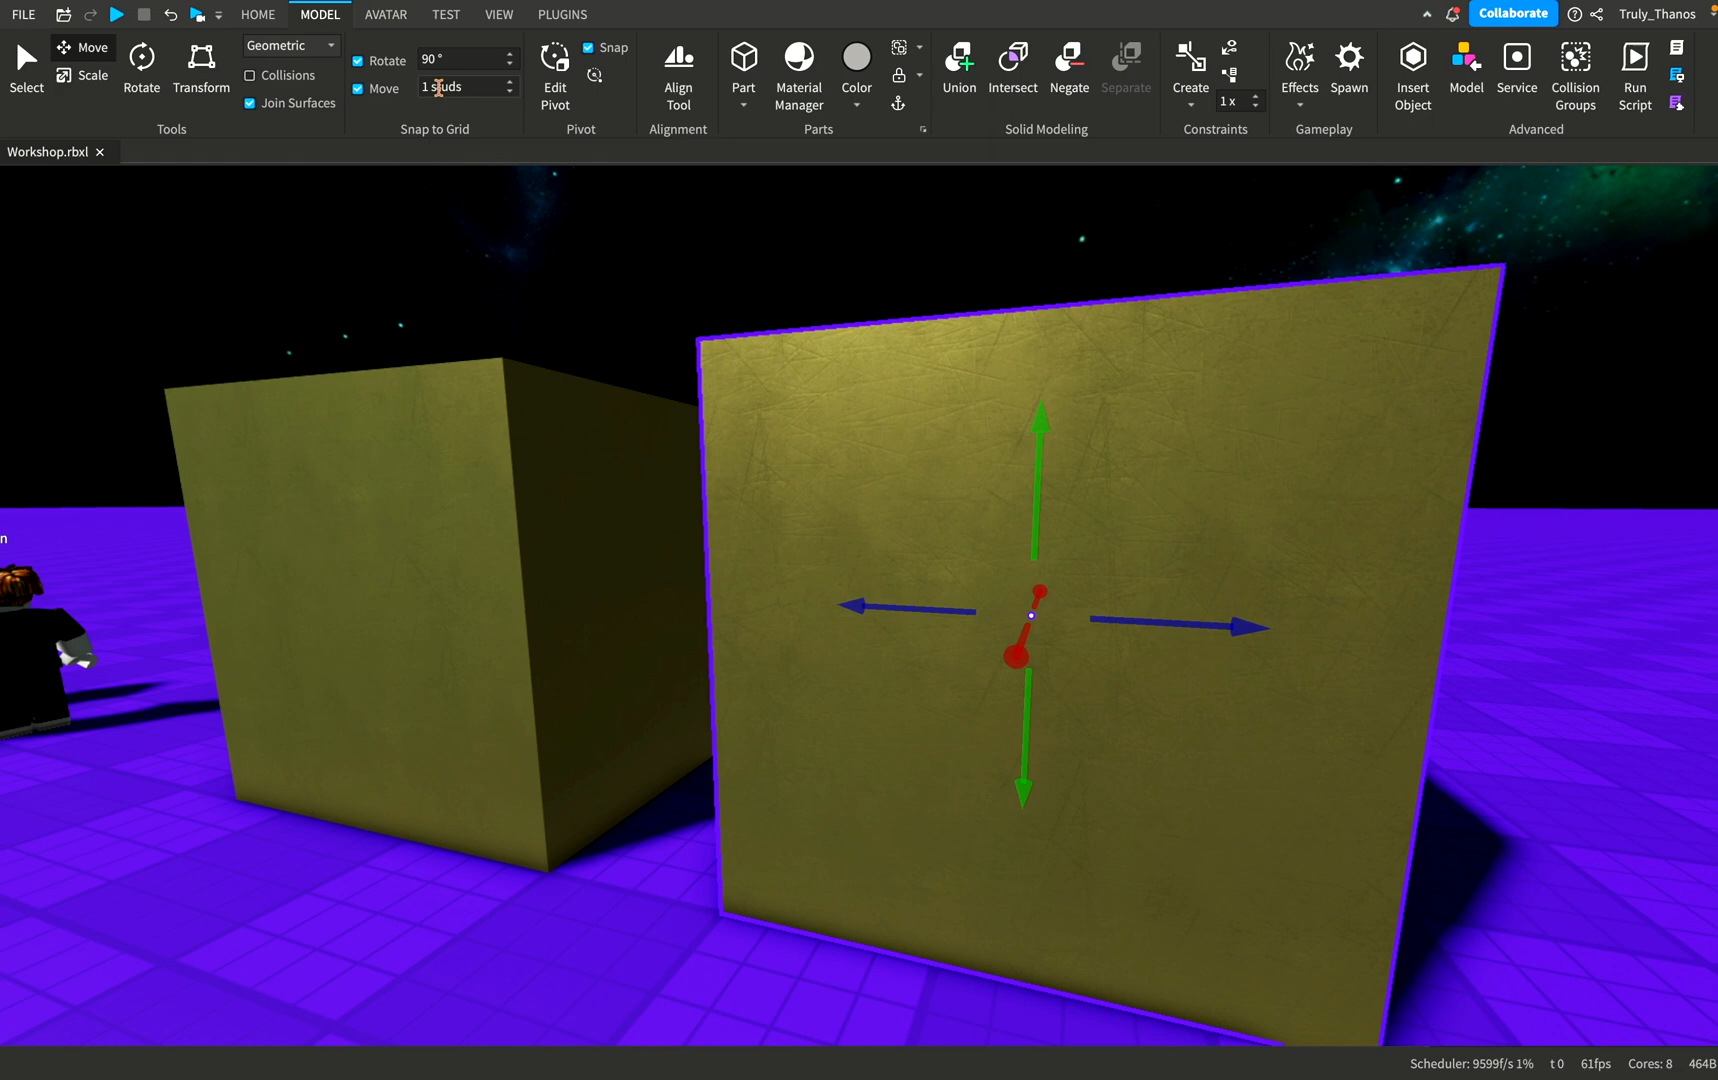 FILE HOME MODEL AVATAR TEST VIEW PLUGINS Collaborate Truly_Thanos
Select
Move
Scale
Rotate
Transform
Geometric
Collisions
Join Surfaces
Tools
Rotate 90 °
Move 1 studs
Snap to Grid
Edit
Pivot
Snap
Pivot
Align
Tool
Alignment
Part
Material
Manager
Color
Parts
Union
Intersect
Negate
Separate
Solid Modeling
Create
1 x
Constraints
Effects
Spawn
Gameplay
Insert
Object
Model
Service
Collision
Groups
Run
Script
Advanced
Workshop.rbxl
n
Scheduler: 9599f/s 1% t 0 61fps Cores: 8 464B